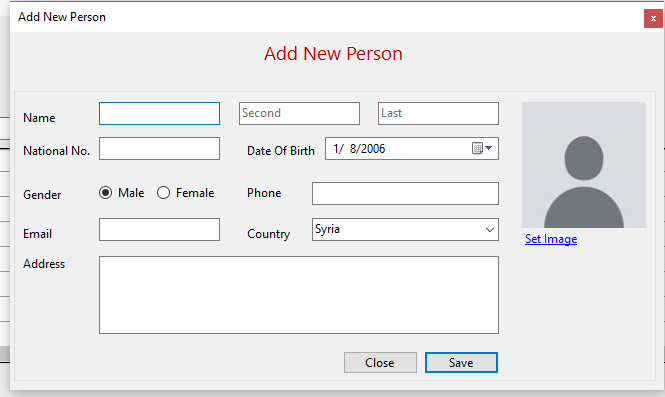 Add New Person
x
Add New Person
Name Second Last
National No. Date Of Birth 1/ 8/2006
Gender Male Female Phone
Email Country Syria
Set Image
Address
Close Save